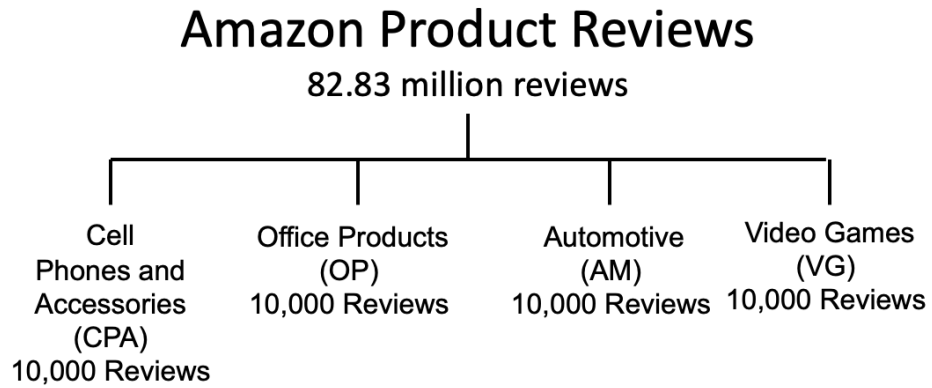 Amazon Product Reviews
82.83 million reviews
Cell
Phones and
Accessories
(CPA)
10,000 Reviews
Office Products
(OP)
10,000 Reviews
Automotive
(AM)
10,000 Reviews
Video Games
(VG)
10,000 Reviews